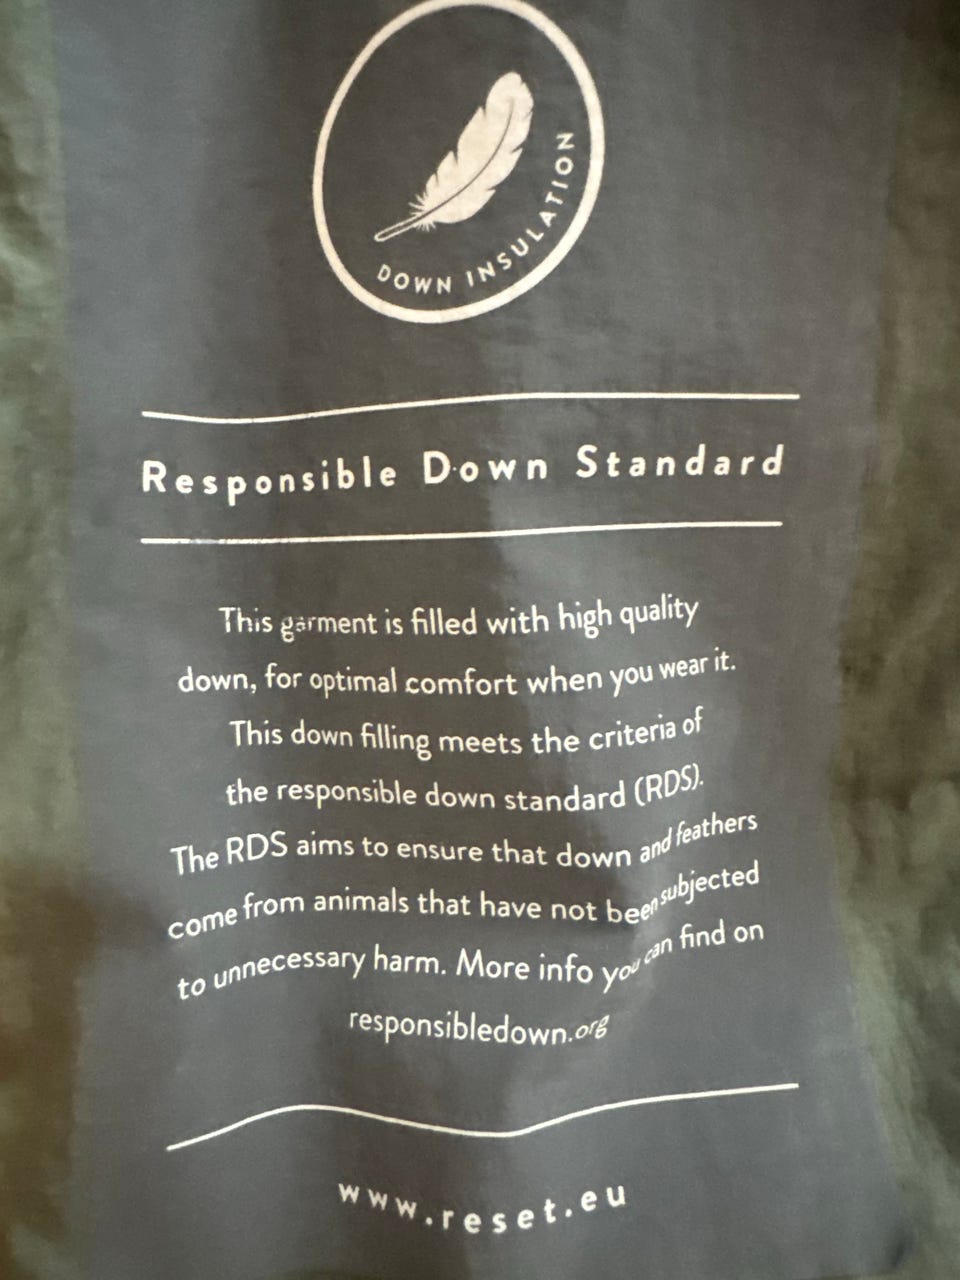 DOWN INSULATION
Responsible Down Standard
This garment is filled with high quality
down, for optimal comfort when you wear it.
This down filling meets the criteria of
the responsible down standard (RDS).
The RDS aims to ensure that down and feathers
come from animals that have not been subjected
to unnecessary harm. More info you can find on
responsibledown.org
www.reset.eu